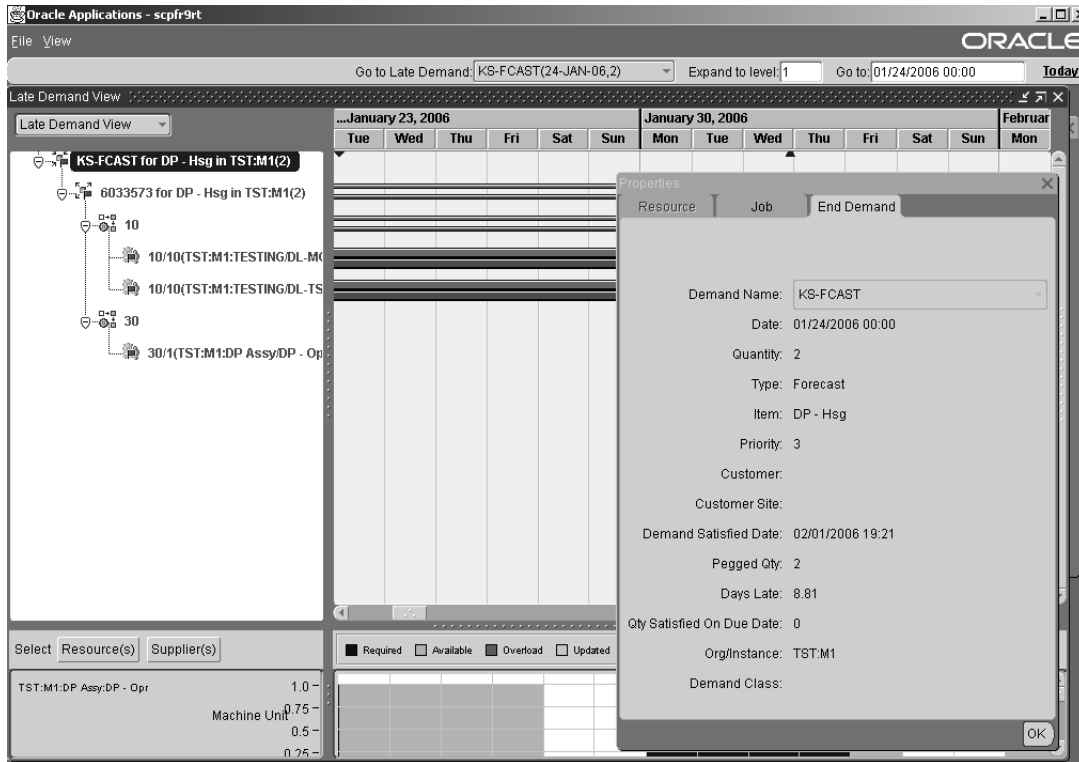 Oracle Applications - scpfr9rt
File View
ORACLE
Go to Late Demand: KS-FCAST(24-JAN-06,2) Expand to level: 1 Go to: 01/24/2006 00:00 Today
Late Demand View
Late Demand View
...January 23, 2006 January 30, 2006 Februar
Tue Wed Thu Fri Sat Sun Mon Tue Wed Thu Fri Sat Sun Mon
KS-FCAST for DP - Hsg in TST:M1(2)
6033573 for DP - Hsg in TST:M1(2)
10
10/10(TST:M1:TESTING/DL-M
10/10(TST:M1:TESTING/DL-TS
30
30/1(TST:M1:DP Assy/DP - Op
Properties
Resource Job End Demand
Demand Name: KS-FCAST
Date: 01/24/2006 00:00
Quantity: 2
Type: Forecast
Item: DP - Hsg
Priority: 3
Customer:
Customer Site:
Demand Satisfied Date: 02/01/2006 19:21
Pegged Qty: 2
Days Late: 8.81
Qty Satisfied On Due Date: 0
Org/Instance: TST:M1
Demand Class:
OK
Select Resource(s) Supplier(s)
Required Available Overload Updated
TST:M1:DP Assy:DP - Opr
Machine Unit
1.0
0.75
0.5
0.25